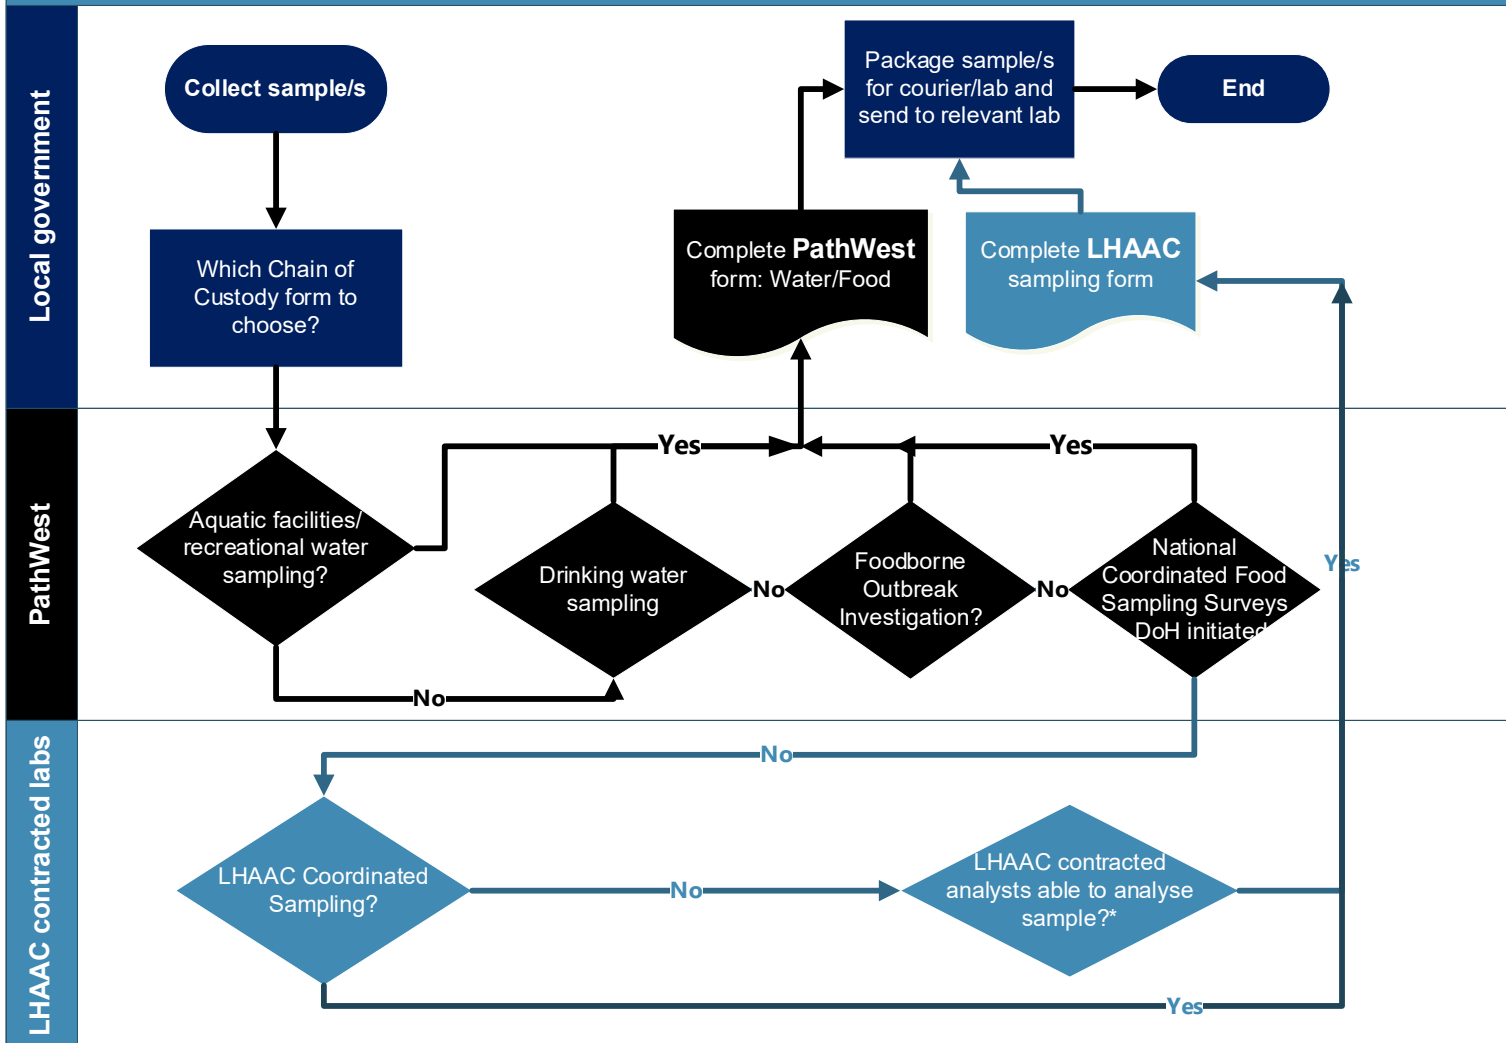 Local government
Collect sample/s
Package sample/s
for courier/lab and
send to relevant lab
End
Which Chain of
Custody form to
choose?
Complete PathWest
form: Water/Food
Complete LHAAC
sampling form
PathWest
Yes
Yes
Aquatic facilities/
recreational water
sampling?
Drinking water
sampling
No
Foodborne
Outbreak
Investigation?
No
National
Coordinated Food
Sampling Surveys
DoH initiated
Yes
No
LHAAC contracted labs
No
LHAAC Coordinated
Sampling?
No
LHAAC contracted
analysts able to analyse
sample?*
Yes